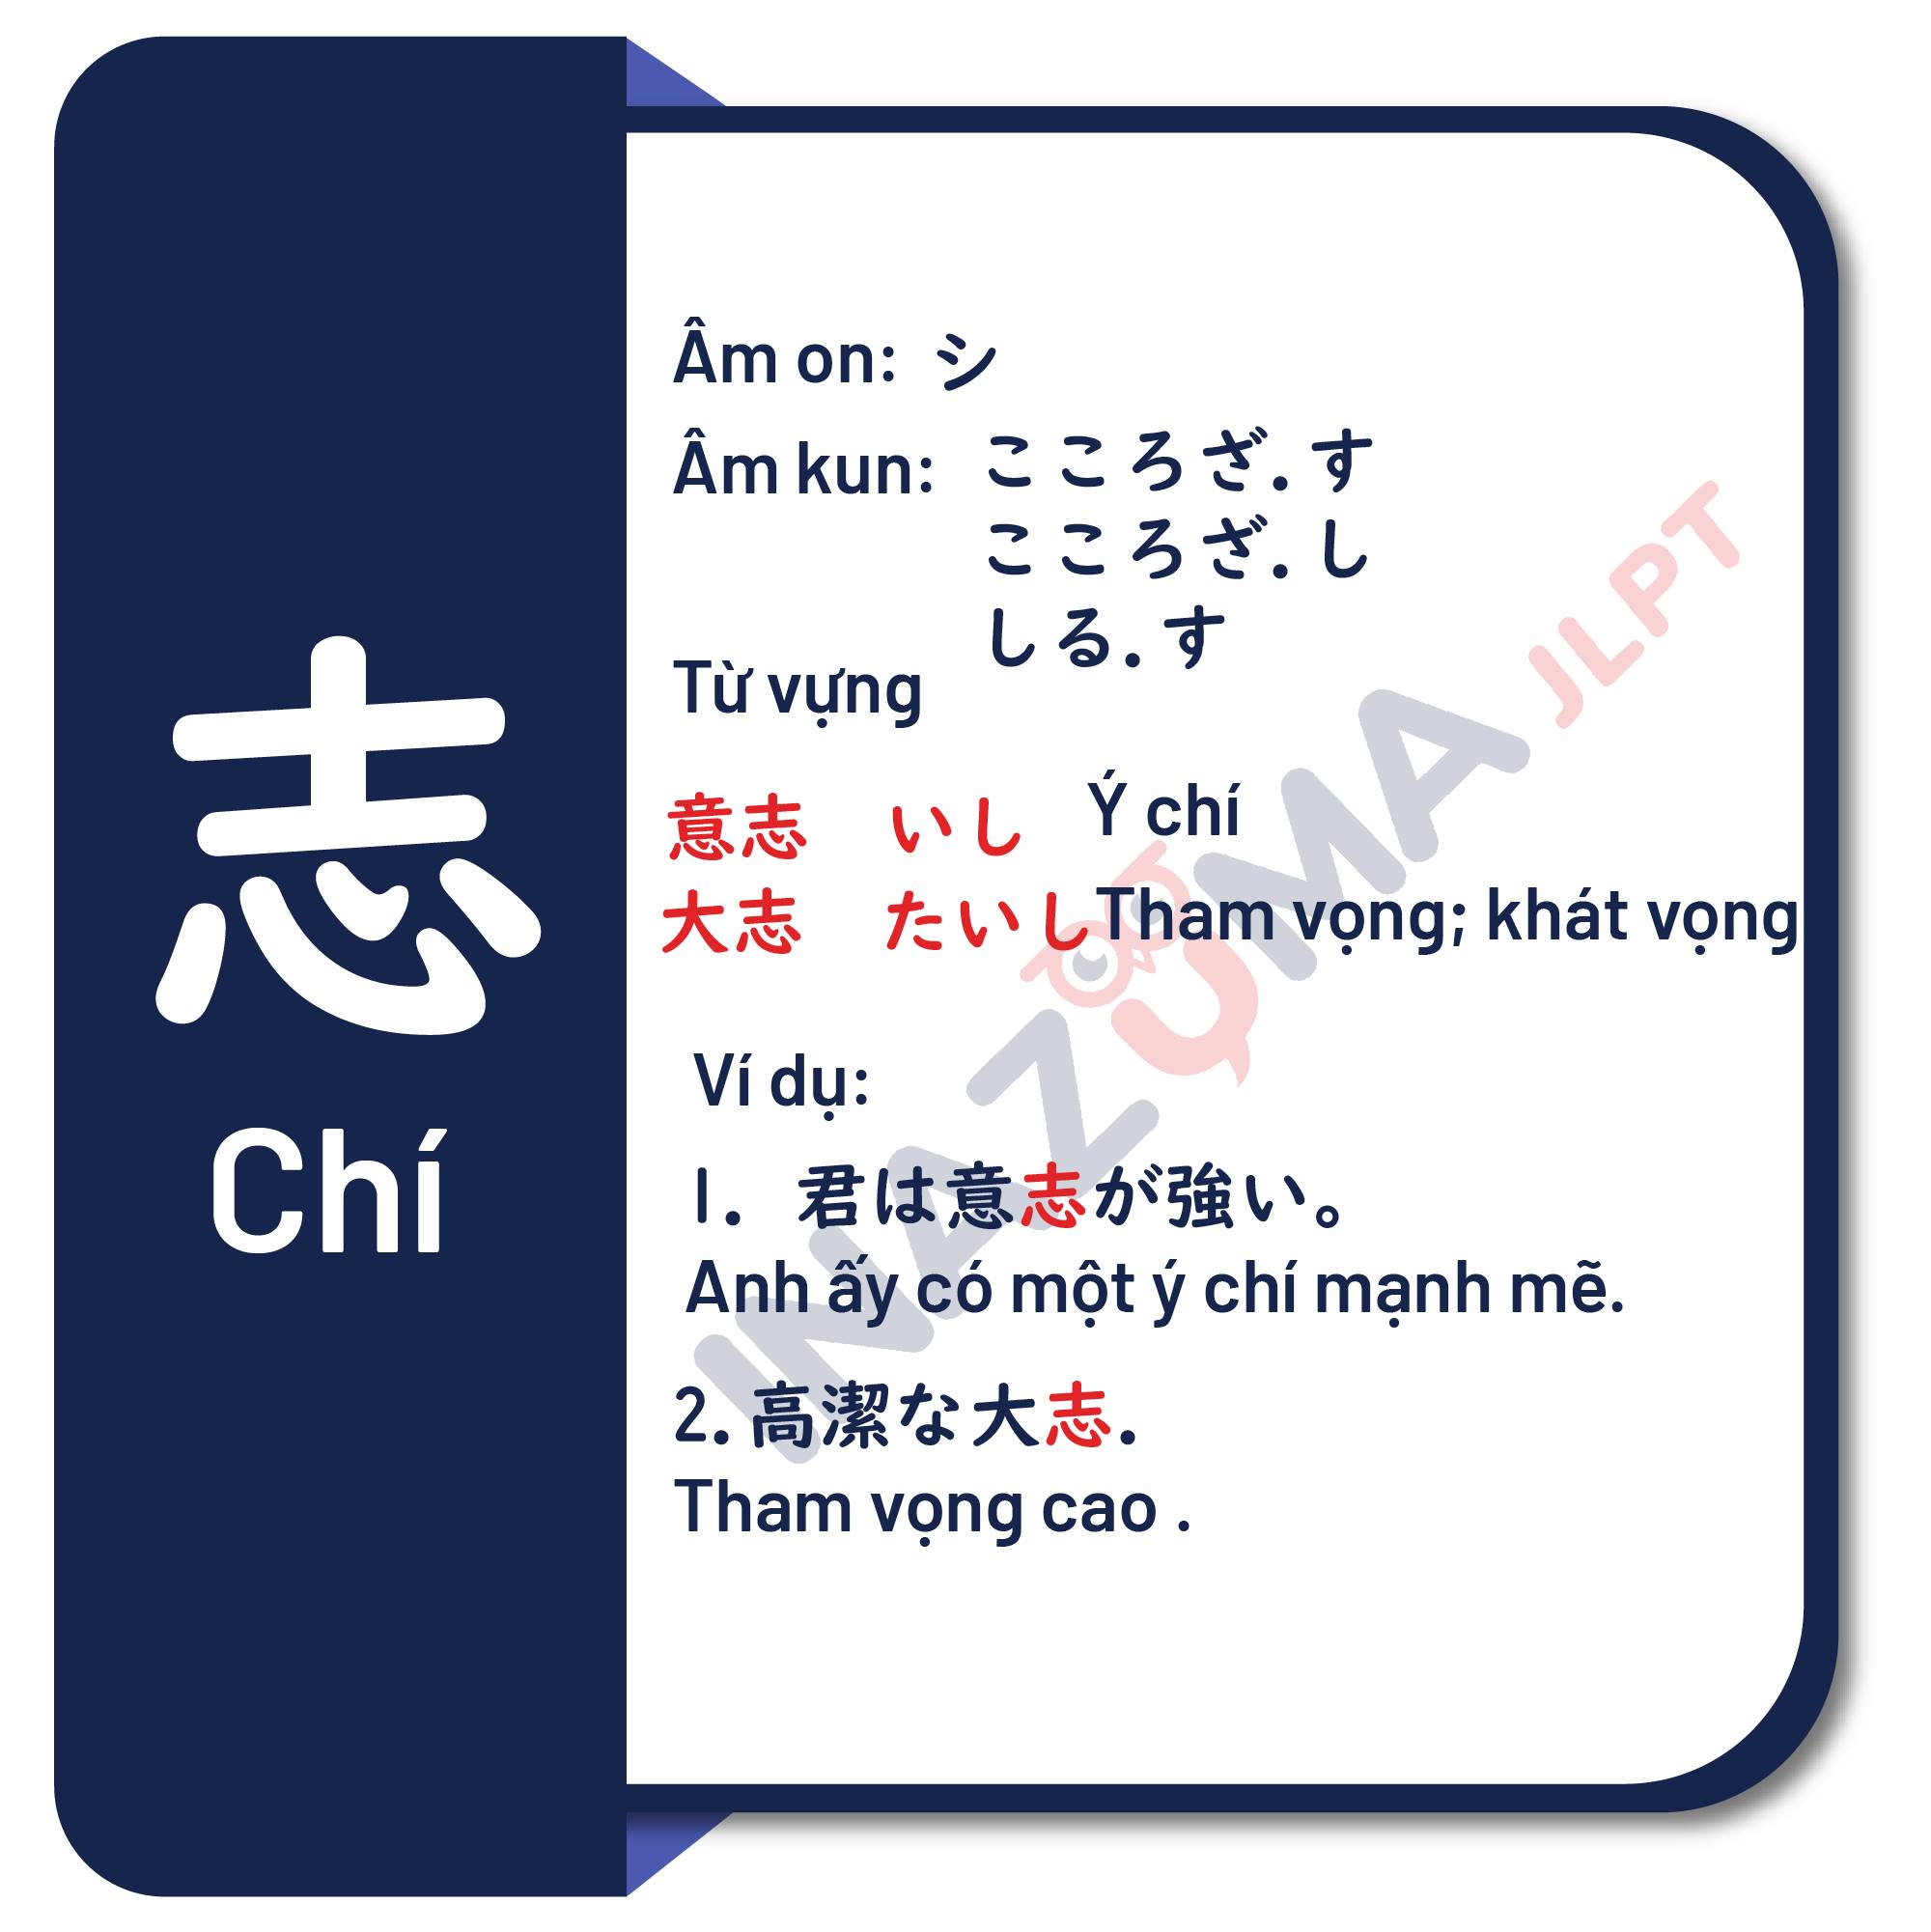 志
Chí
Âm on: シ
Âm kun: こころざ.す
こころざ.し
しる.す
Từ vựng
意志 いし Ý chí
大志 たいし Tham vọng; khát vọng
Ví dụ:
1. 君は意志が強い。
Anh ấy có một ý chí mạnh mẽ.
2.高潔な大志.
Tham vọng cao .
INAZUMA JLPT